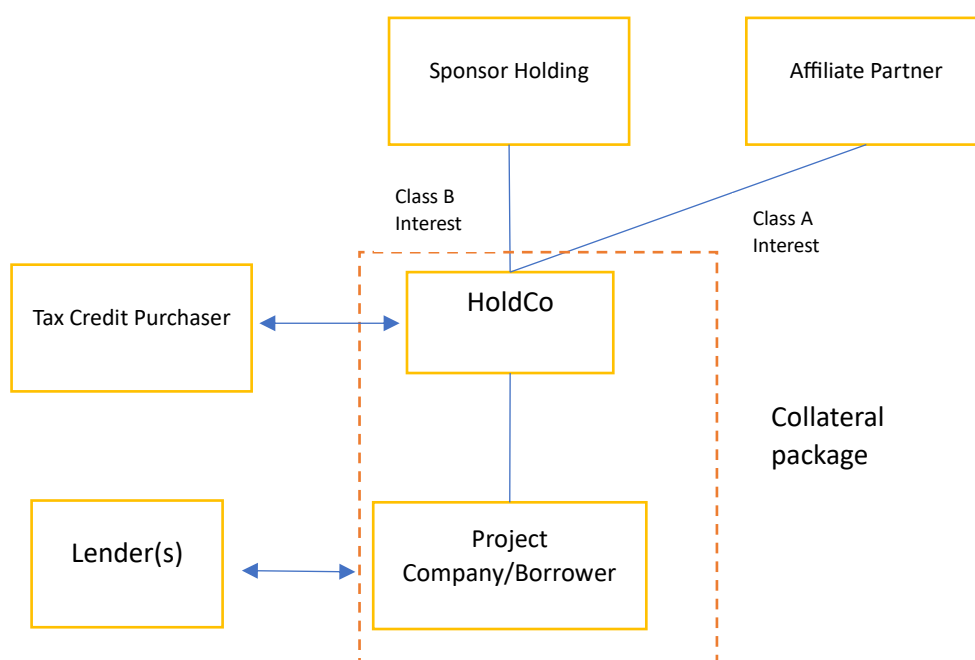 Sponsor Holding
Affiliate Partner
Class B
Interest
Class A
Interest
Tax Credit Purchaser
HoldCo
Collateral
package
Lender(s)
Project
Company/Borrower